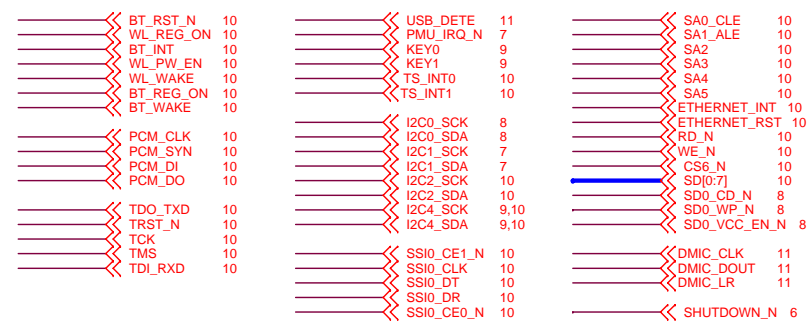 BT_RST_N 10
WL_REG_ON 10
BT_INT 10
WL_PW_EN 10
WL_WAKE 10
BT_REG_ON 10
BT_WAKE 10
PCM_CLK 10
PCM_SYN 10
PCM_DI 10
PCM_DO 10
TDO_TXD 10
TRST_N 10
TCK 10
TMS 10
TDI_RXD 10
USB_DETE 11
PMU_IRQ_N 7
KEY0 9
KEY1 9
TS_INT0 10
TS_INT1 10
I2C0_SCK 8
I2C0_SDA 8
I2C1_SCK 7
I2C1_SDA 7
I2C2_SCK 10
I2C2_SDA 10
I2C4_SCK 9,10
I2C4_SDA 9,10
SSI0_CE1_N 10
SSI0_CLK 10
SSI0_DT 10
SSI0_DR 10
SSI0_CE0_N 10
SA0_CLE 10
SA1_ALE 10
SA2 10
SA3 10
SA4 10
SA5 10
ETHERNET_INT 10
ETHERNET_RST 10
RD_N 10
WE_N 10
CS6_N 10
SD[0:7] 10
SD0_CD_N 8
SD0_WP_N 8
SD0_VCC_EN_N 8
DMIC_CLK 11
DMIC_DOUT 11
DMIC_LR 11
SHUTDOWN_N 6